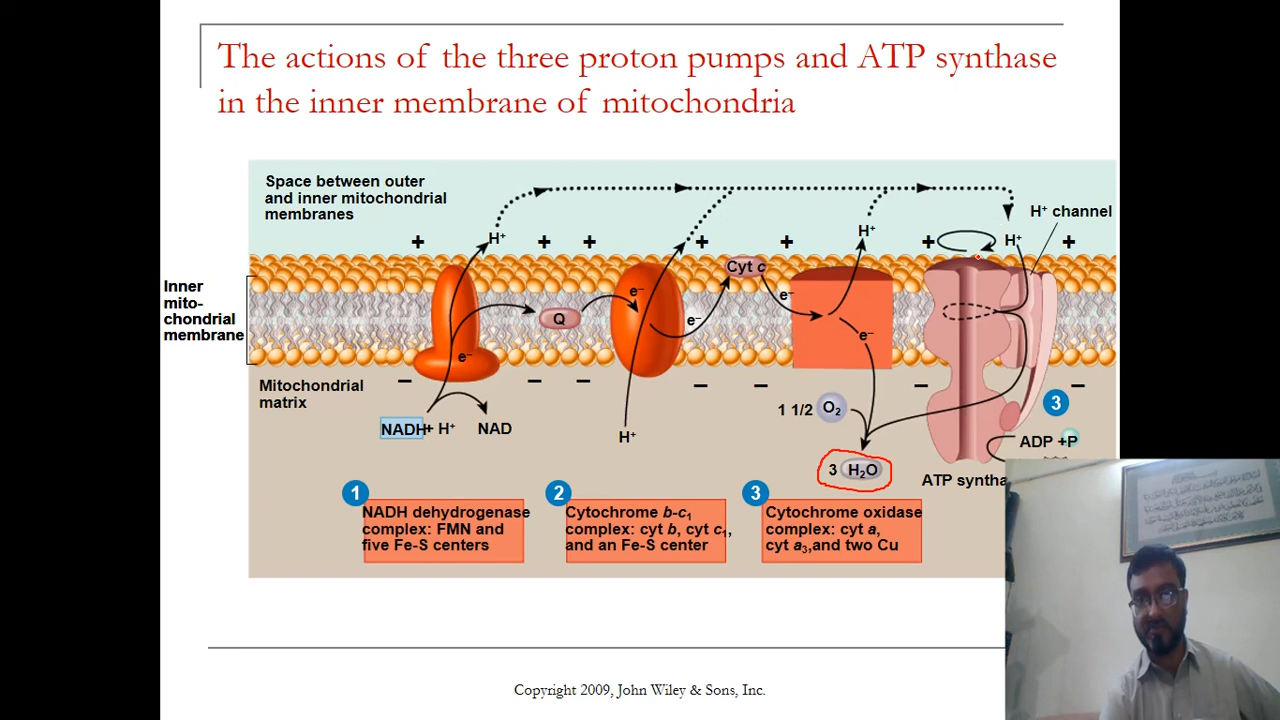 The actions of the three proton pumps and ATP synthase
in the inner membrane of mitochondria
Space between outer
and inner mitochondrial
membranes
H⁺ channel
H⁺
H⁺
H⁺
+ + + + + + +
Cyt c
Inner
mito-
chondrial
membrane
e⁻
e⁻
Q
e⁻
e⁻
e⁻
Mitochondrial
matrix
− − − − − − −
NADH + H⁺
NAD
H⁺
1 1/2 O₂
3
ADP +P
3 H₂O
ATP syntha
1
NADH dehydrogenase
complex: FMN and
five Fe-S centers
2
Cytochrome b-c₁
complex: cyt b, cyt c₁,
and an Fe-S center
3
Cytochrome oxidase
complex: cyt a,
cyt a₃,and two Cu
Copyright 2009, John Wiley & Sons, Inc.